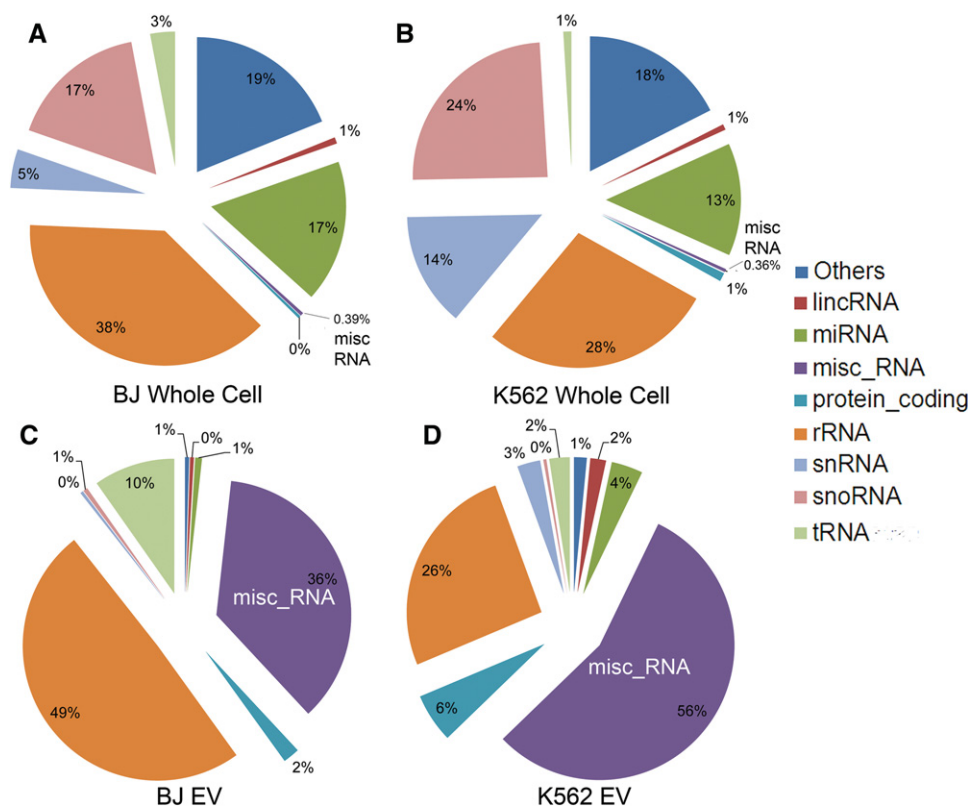 A
3%
19%
17%
1%
5%
17%
38%
0.39%
misc
RNA
0%
BJ Whole Cell
B
1%
18%
24%
1%
13%
misc
RNA
0.36%
14%
1%
28%
K562 Whole Cell
Others
lincRNA
miRNA
misc_RNA
protein_coding
rRNA
snRNA
snoRNA
tRNA
C
1%
0%
1%
1%
0%
10%
36%
misc_RNA
49%
2%
BJ EV
D
2%
1%
2%
0%
3%
4%
26%
misc_RNA
6%
56%
K562 EV